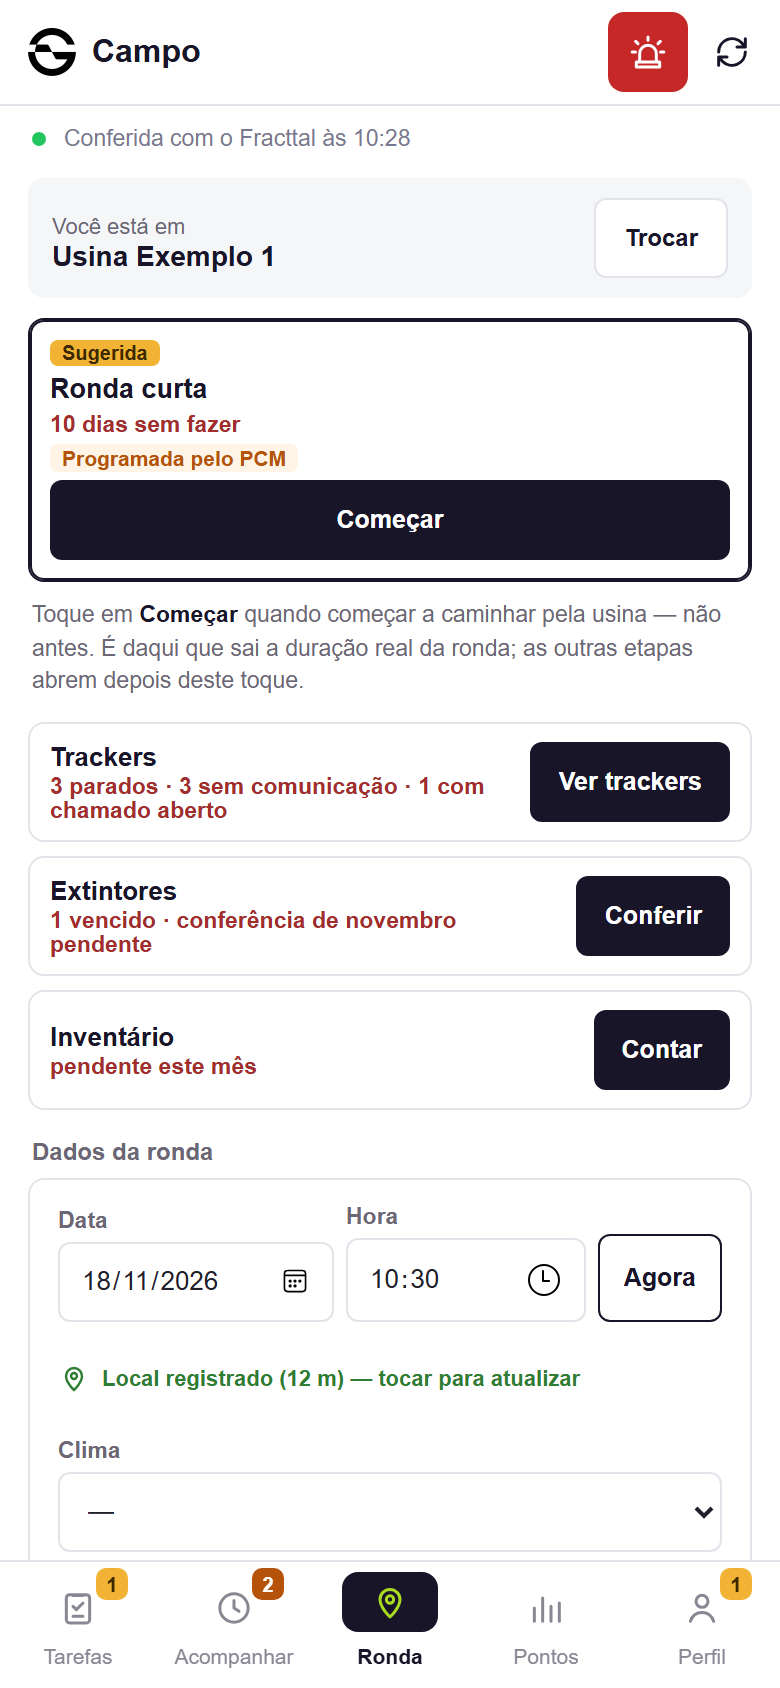 Campo
Conferida com o Fracttal às 10:28
Você está em
Usina Exemplo 1
Trocar
Sugerida
Ronda curta
10 dias sem fazer
Programada pelo PCM
Começar
Toque em Começar quando começar a caminhar pela usina — não
antes. É daqui que sai a duração real da ronda; as outras etapas
abrem depois deste toque.
Trackers
3 parados · 3 sem comunicação · 1 com
chamado aberto
Ver trackers
Extintores
1 vencido · conferência de novembro
pendente
Conferir
Inventário
pendente este mês
Contar
Dados da ronda
Data
Hora
18/11/2026
10:30
Agora
Local registrado (12 m) — tocar para atualizar
Clima
—
1
2
1
Tarefas
Acompanhar
Ronda
Pontos
Perfil